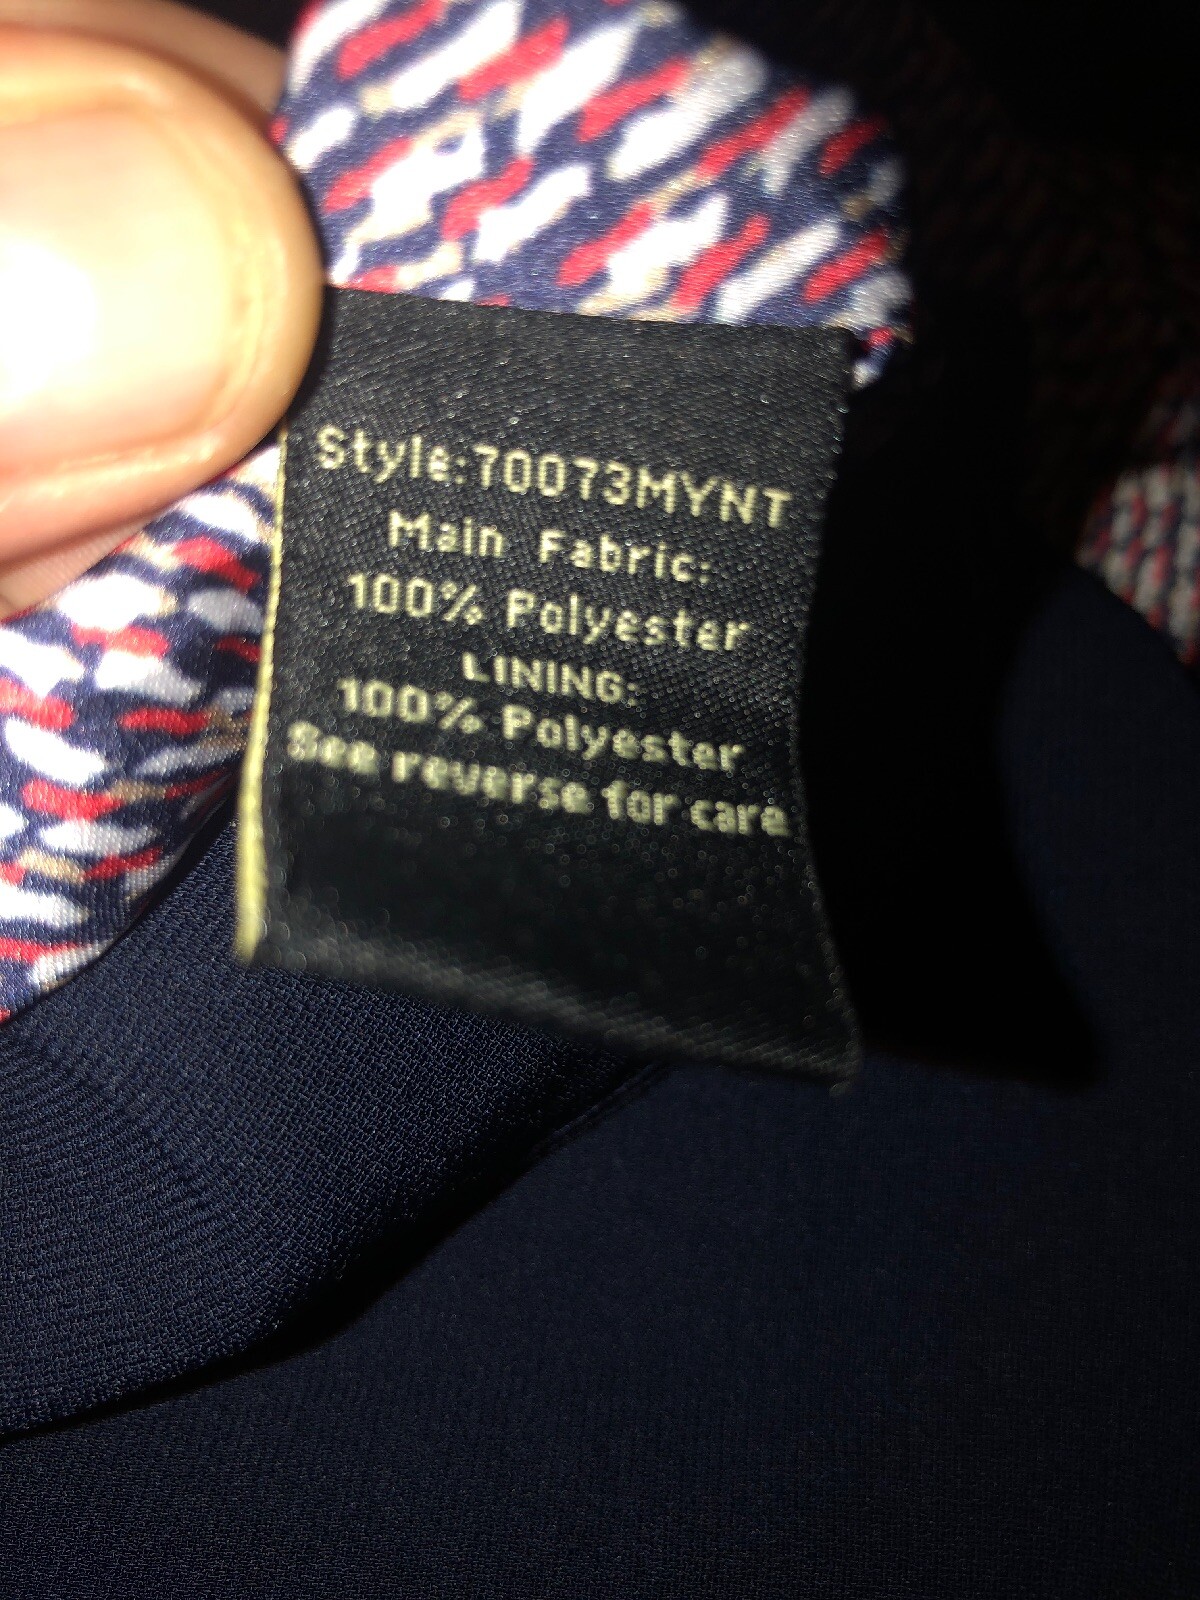 Style:70073MYNT
Main Fabric:
100% Polyester
LINING:
100% Polyester
See reverse for care